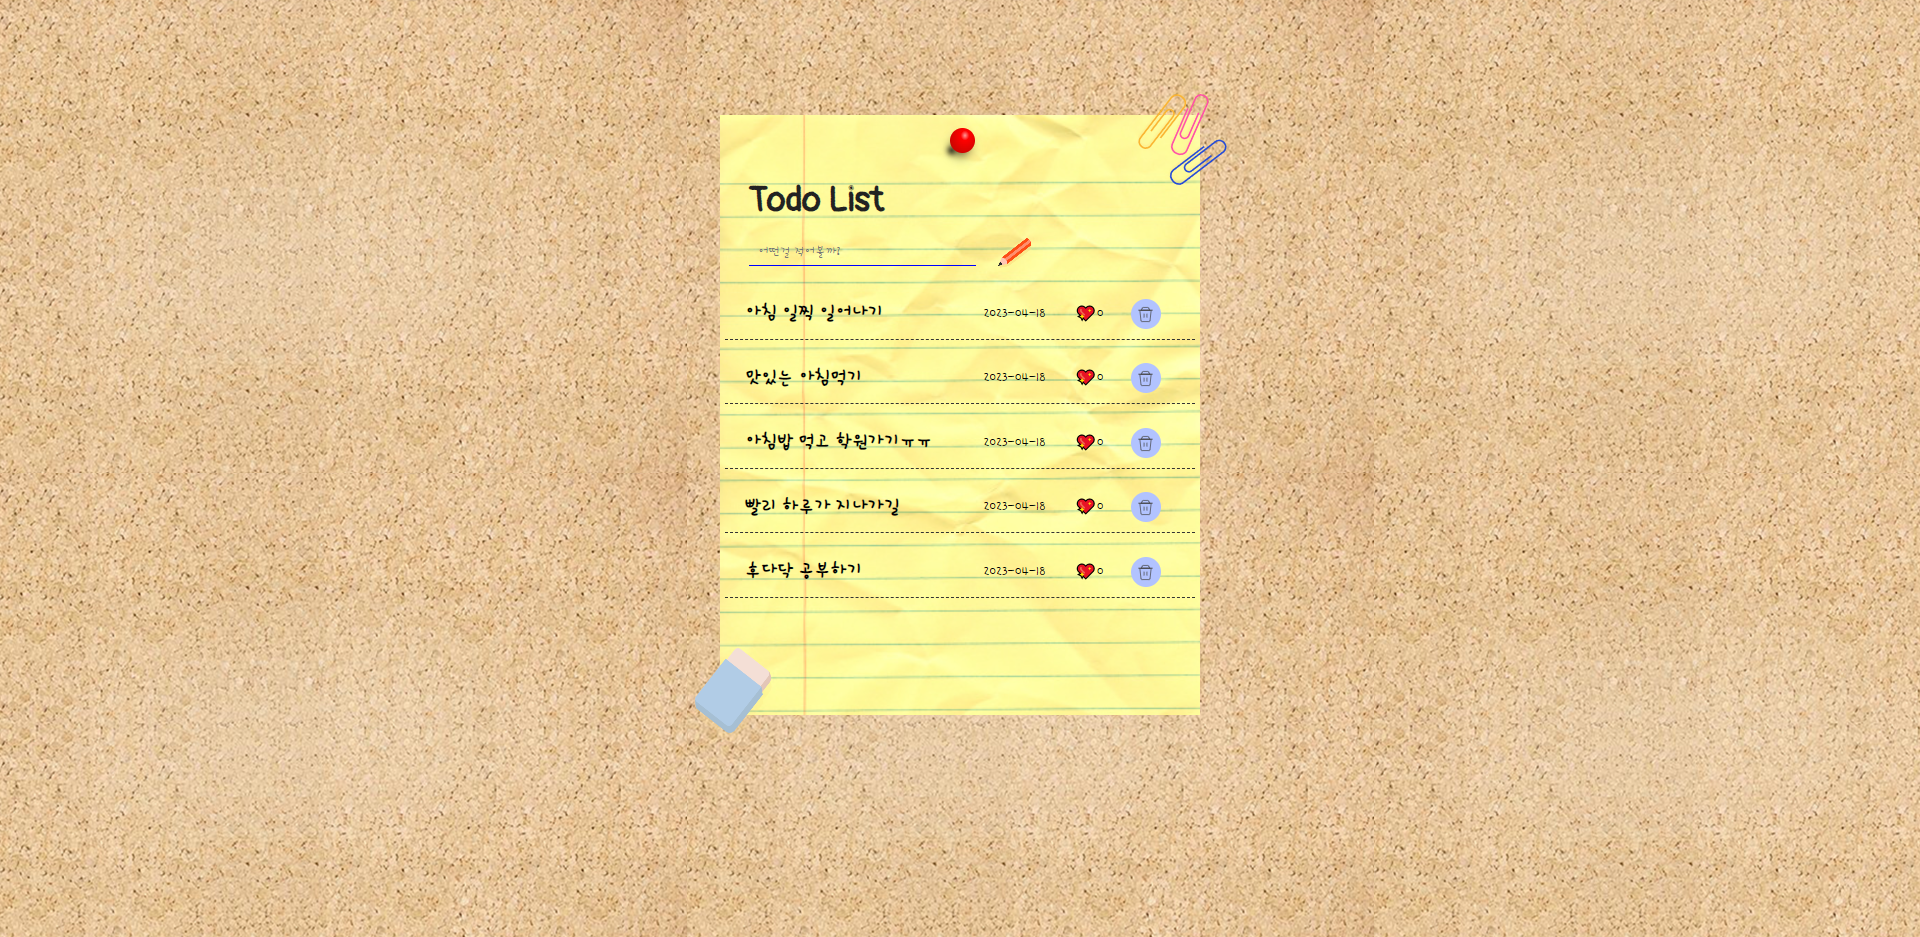 Todo List
어떤걸 적어볼까?
아침 일찍 일어나기 2023-04-18 0
맛있는 아침먹기 2023-04-18 0
아침밥 먹고 학원가기ㅠㅠ 2023-04-18 0
빨리 하루가 지나가길 2023-04-18 0
후다닥 공부하기 2023-04-18 0